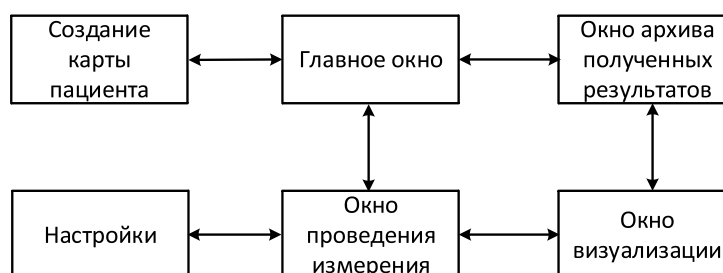 Создание
карты
пациента
Главное окно
Окно архива
полученных
результатов
Настройки
Окно
проведения
измерения
Окно
визуализации